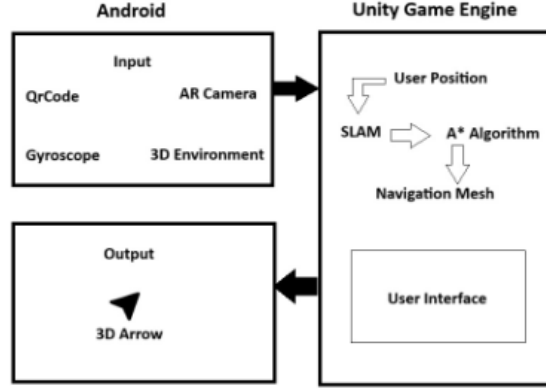 Android
Input
QrCode
AR Camera
Gyroscope
3D Environment
Output
3D Arrow
Unity Game Engine
User Position
SLAM
A* Algorithm
Navigation Mesh
User Interface